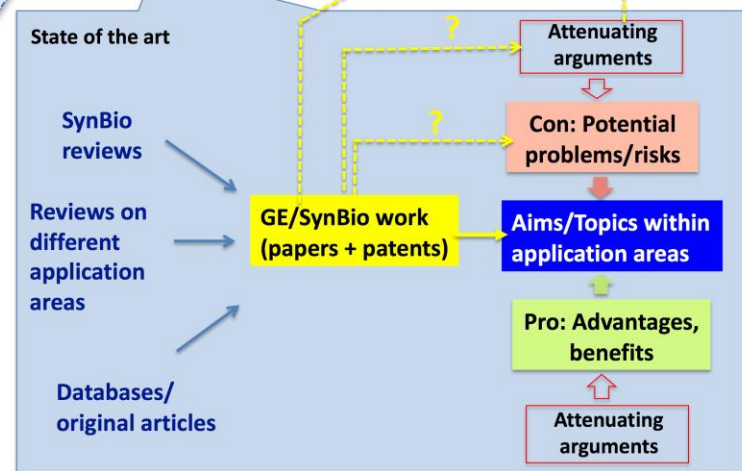 State of the art
?
Attenuating
arguments
SynBio
reviews
?
Con: Potential
problems/risks
Reviews on
different
application
areas
GE/SynBio work
(papers + patents)
Aims/Topics within
application areas
Pro: Advantages,
benefits
Databases/
original articles
Attenuating
arguments